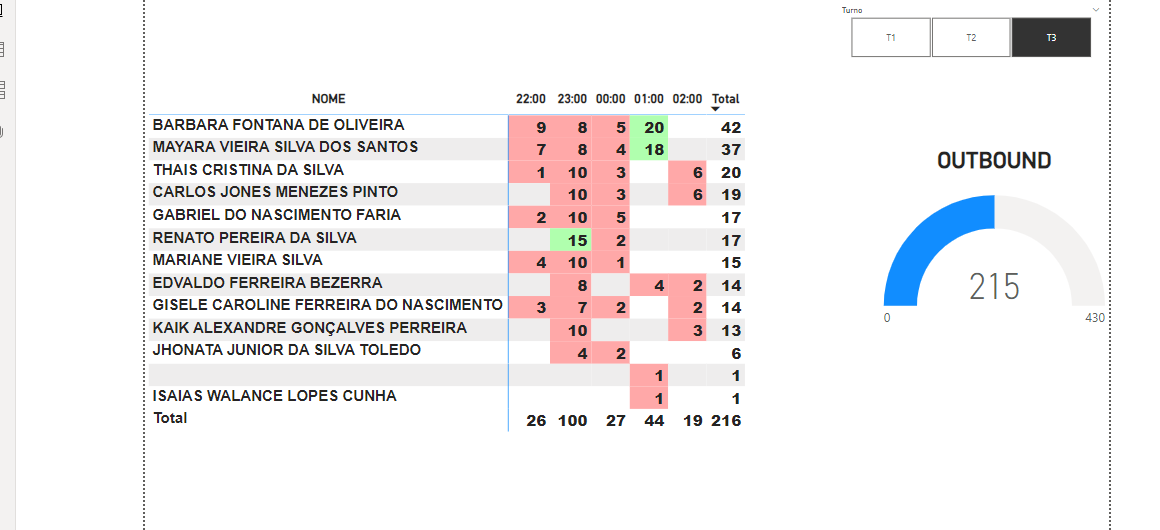 Turno
T1 T2 T3
NOME 22:00 23:00 00:00 01:00 02:00 Total
BARBARA FONTANA DE OLIVEIRA 9 8 5 20 42
MAYARA VIEIRA SILVA DOS SANTOS 7 8 4 18 37
THAIS CRISTINA DA SILVA 1 10 3 6 20
CARLOS JONES MENEZES PINTO 10 3 6 19
GABRIEL DO NASCIMENTO FARIA 2 10 5 17
RENATO PEREIRA DA SILVA 15 2 17
MARIANE VIEIRA SILVA 4 10 1 15
EDVALDO FERREIRA BEZERRA 8 4 2 14
GISELE CAROLINE FERREIRA DO NASCIMENTO 3 7 2 2 14
KAIK ALEXANDRE GONÇALVES PERREIRA 10 3 13
JHONATA JUNIOR DA SILVA TOLEDO 4 2 6
1 1
ISAIAS WALANCE LOPES CUNHA 1 1
Total 26 100 27 44 19 216
OUTBOUND
215
0 430